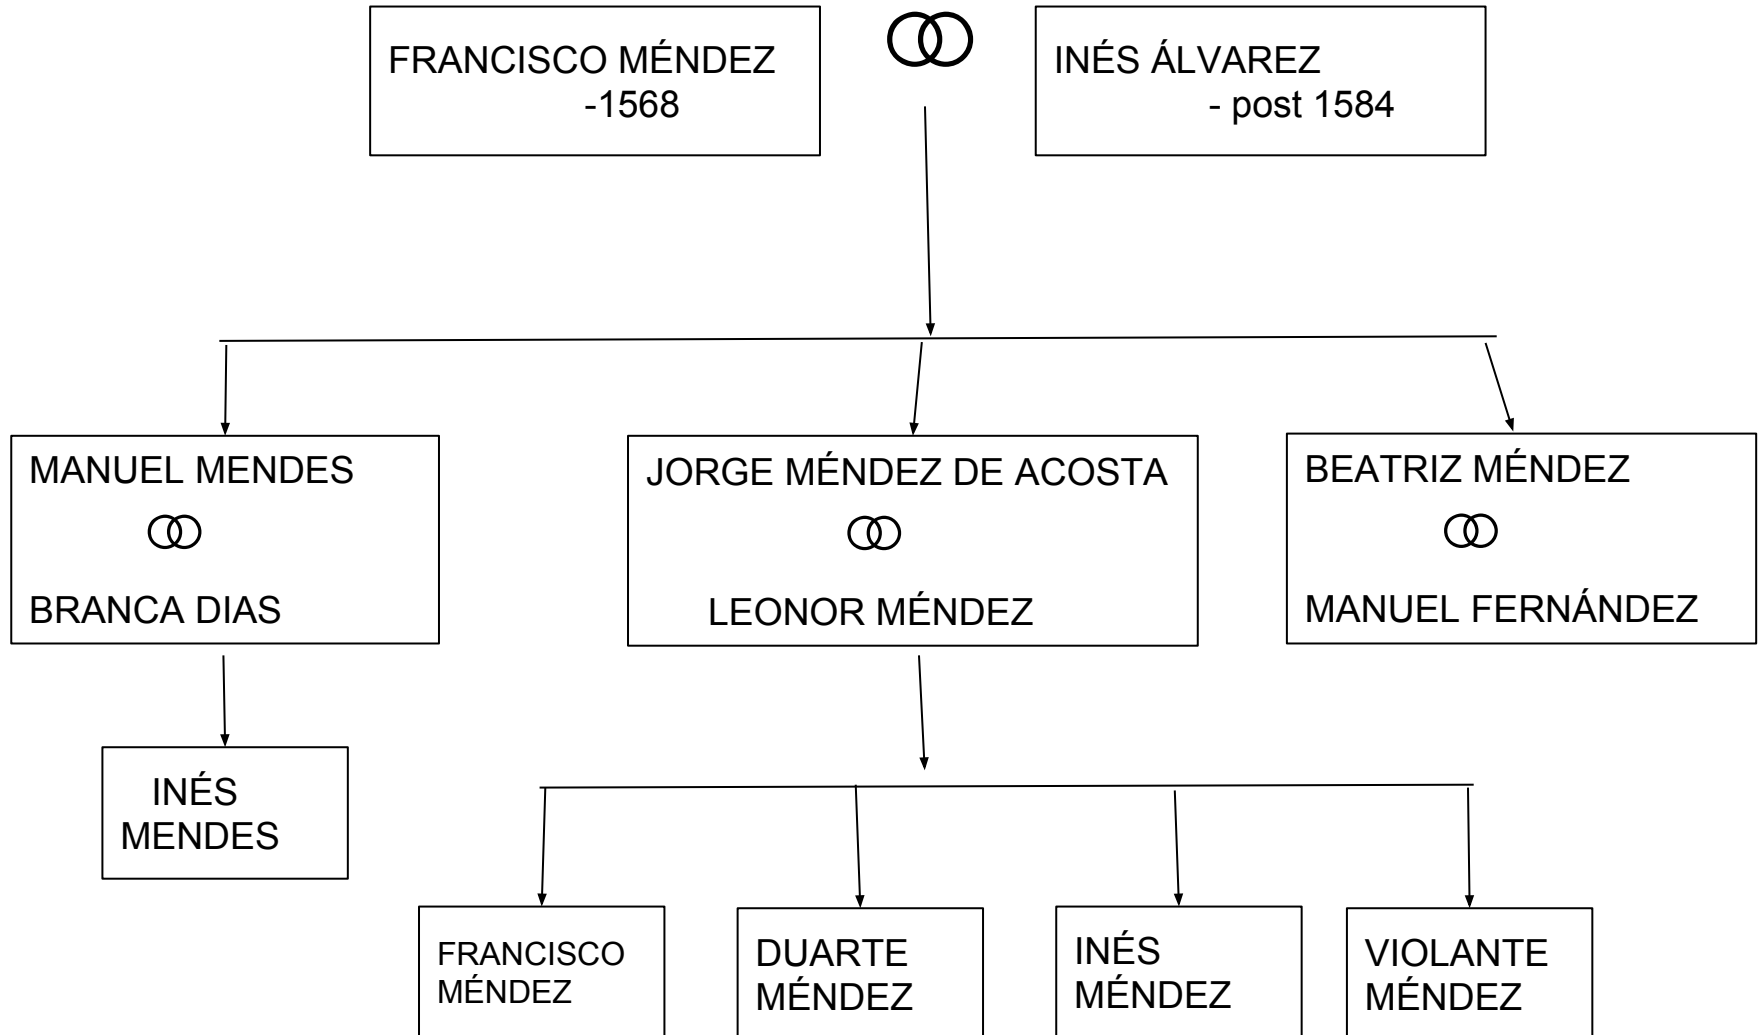 FRANCISCO MÉNDEZ
-1568
INÉS ÁLVAREZ
- post 1584
MANUEL MENDES
BRANCA DIAS
JORGE MÉNDEZ DE ACOSTA
LEONOR MÉNDEZ
BEATRIZ MÉNDEZ
MANUEL FERNÁNDEZ
INÉS
MENDES
FRANCISCO
MÉNDEZ
DUARTE
MÉNDEZ
INÉS
MÉNDEZ
VIOLANTE
MÉNDEZ